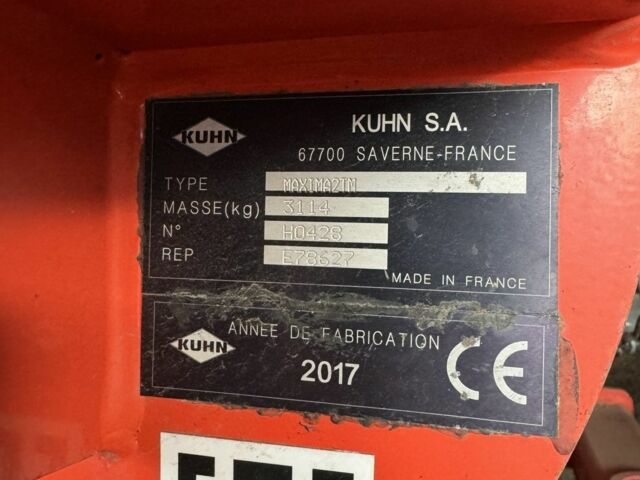 KUHN
KUHN S.A.
67700 SAVERNE-FRANCE
TYPE MAXIMA2TM
MASSE(kg) 3114
N° H0428
REP E78627
MADE IN FRANCE
KUHN
ANNEE DE FABRICATION
2017
CE